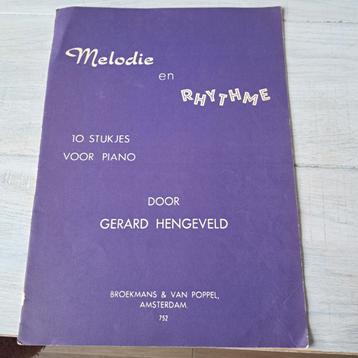 Melodie
en
RHYTHME
10 STUKJES
VOOR PIANO
DOOR
GERARD HENGEVELD
BROEKMANS & VAN POPPEL,
AMSTERDAM.
752